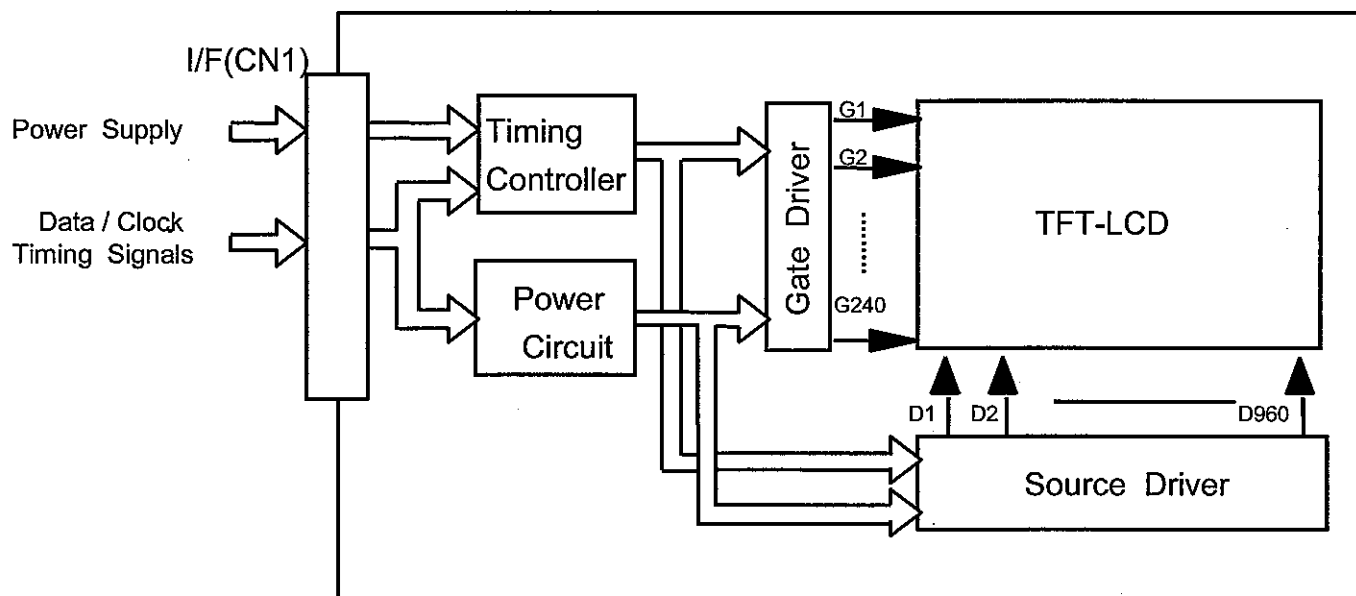 I/F(CN1)
Power Supply
Data / Clock
Timing Signals
Timing
Controller
Power
Circuit
Gate Driver
G1
G2
G240
TFT-LCD
D1
D2
D960
Source Driver